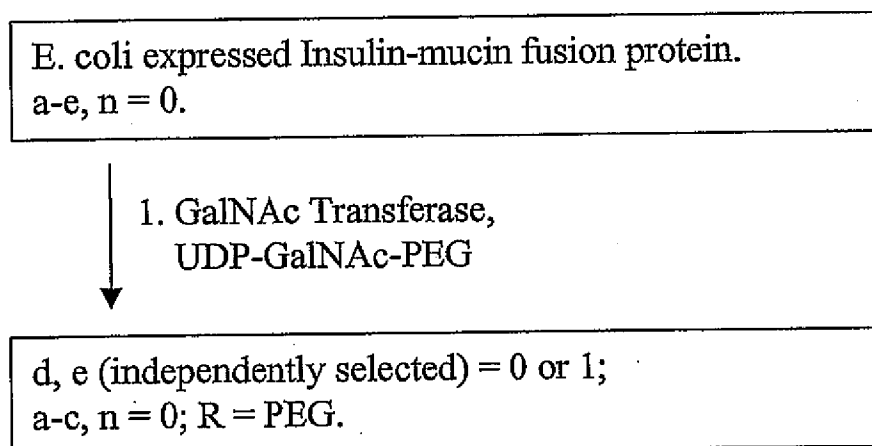 E. coli expressed Insulin-mucin fusion protein.
a-e, n = 0.
1. GalNAc Transferase,
UDP-GalNAc-PEG
d, e (independently selected) = 0 or 1;
a-c, n = 0; R = PEG.